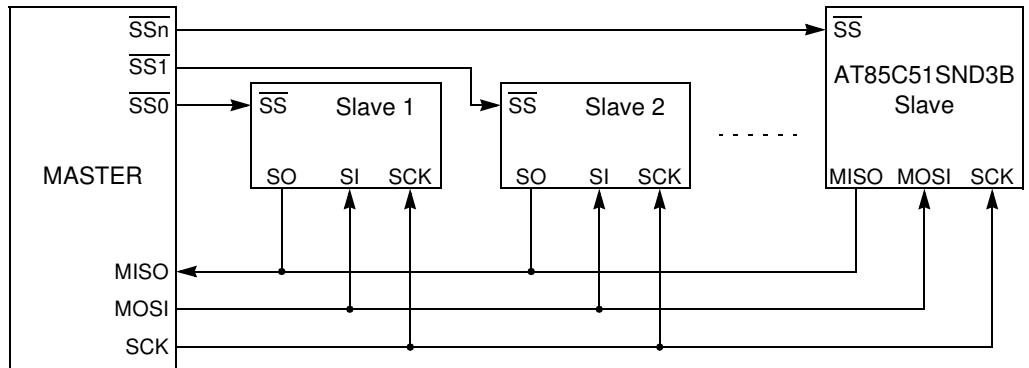 SSn
SS
SS1
AT85C51SND3B
SS0
SS
Slave 1
SS
Slave 2
Slave
MASTER
SO
SI
SCK
SO
SI
SCK
MISO
MOSI
SCK
MISO
MOSI
SCK